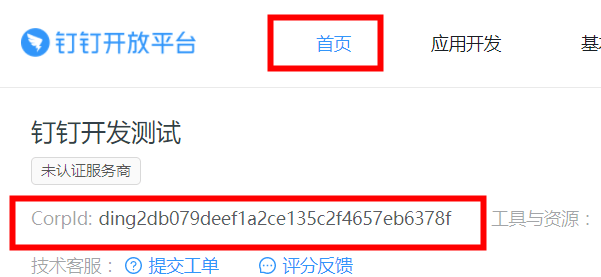 钉钉开放平台 首页 应用开发
钉钉开发测试
未认证服务商
CorpId: ding2db079deef1a2ce135c2f4657eb6378f 工具与资源：
技术客服： 提交工单 评分反馈